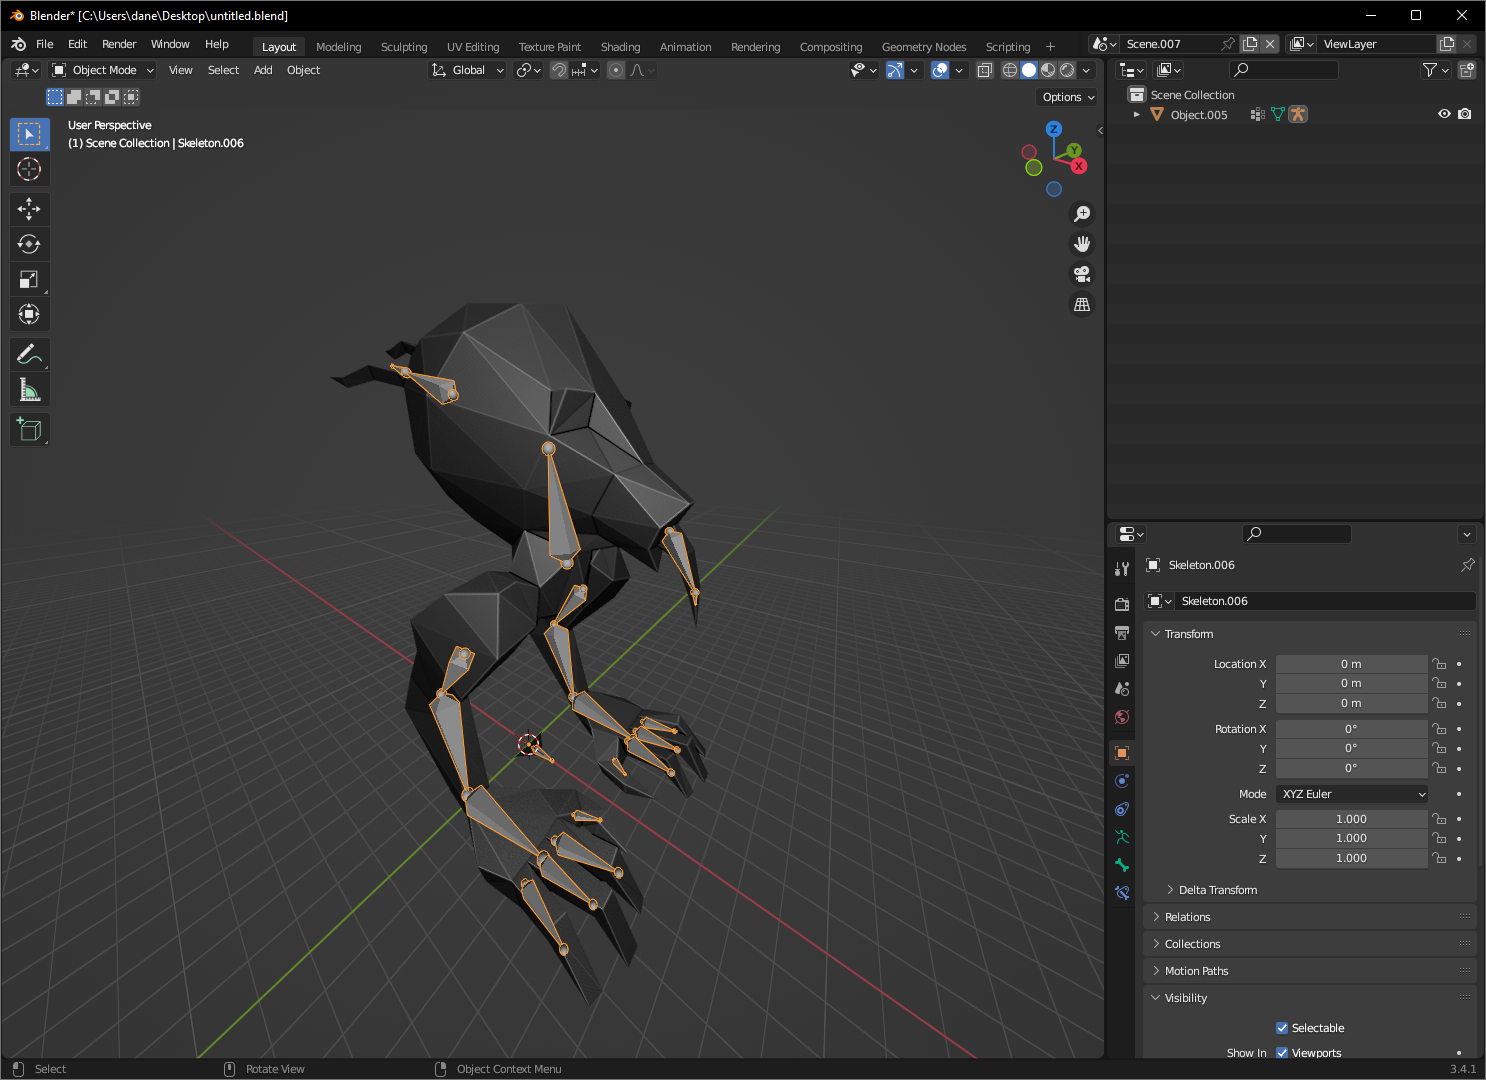 Blender* [C:\Users\dane\Desktop\untitled.blend]
File Edit Render Window Help
Layout Modeling Sculpting UV Editing Texture Paint Shading Animation Rendering Compositing Geometry Nodes Scripting +
Scene.007 ViewLayer
Object Mode View Select Add Object Global
Options
User Perspective
(1) Scene Collection | Skeleton.006
Z
Y
X
Scene Collection
Object.005
Skeleton.006
Skeleton.006
Transform
Location X 0 m
Y 0 m
Z 0 m
Rotation X 0°
Y 0°
Z 0°
Mode XYZ Euler
Scale X 1.000
Y 1.000
Z 1.000
Delta Transform
Relations
Collections
Motion Paths
Visibility
Selectable
Show In Viewports
Select Rotate View Object Context Menu 3.4.1